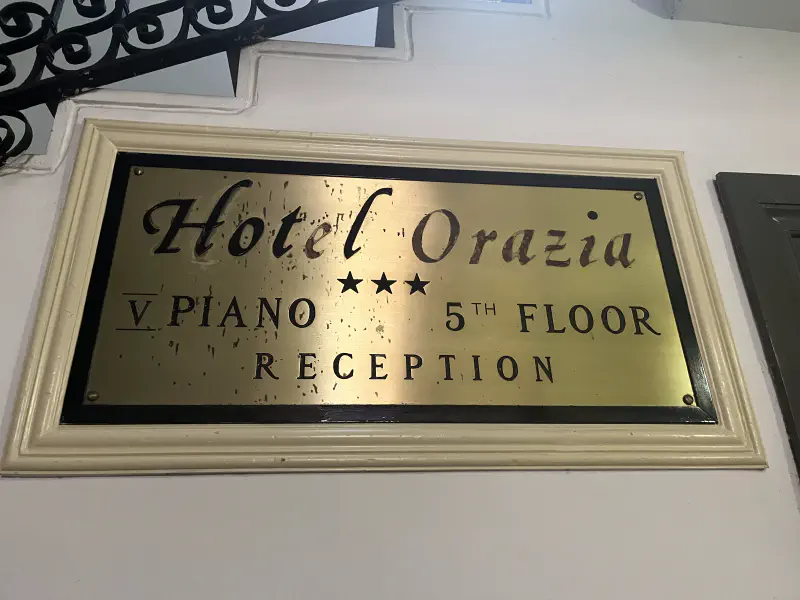 Hotel Orazia
★★★
V PIANO 5TH FLOOR
RECEPTION